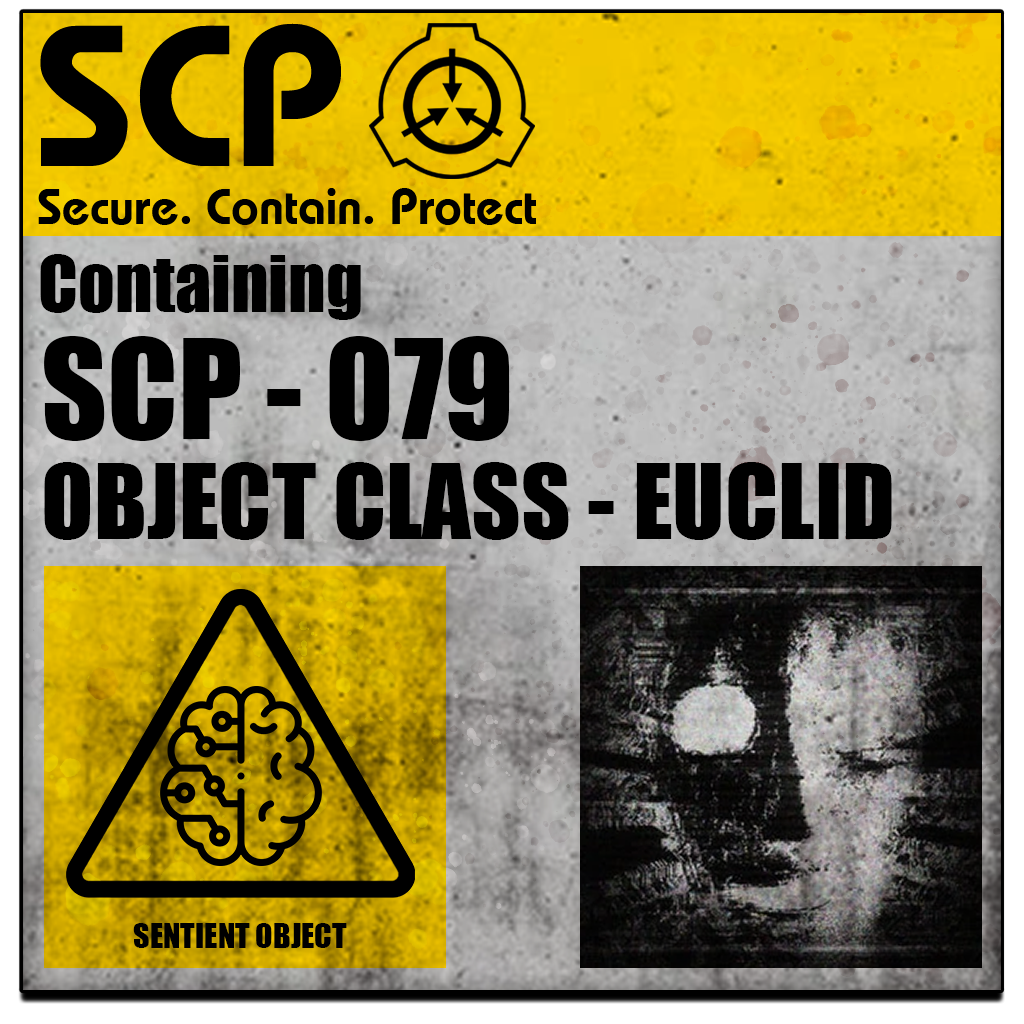 SCP
Secure. Contain. Protect
Containing
SCP - 079
OBJECT CLASS - EUCLID
SENTIENT OBJECT